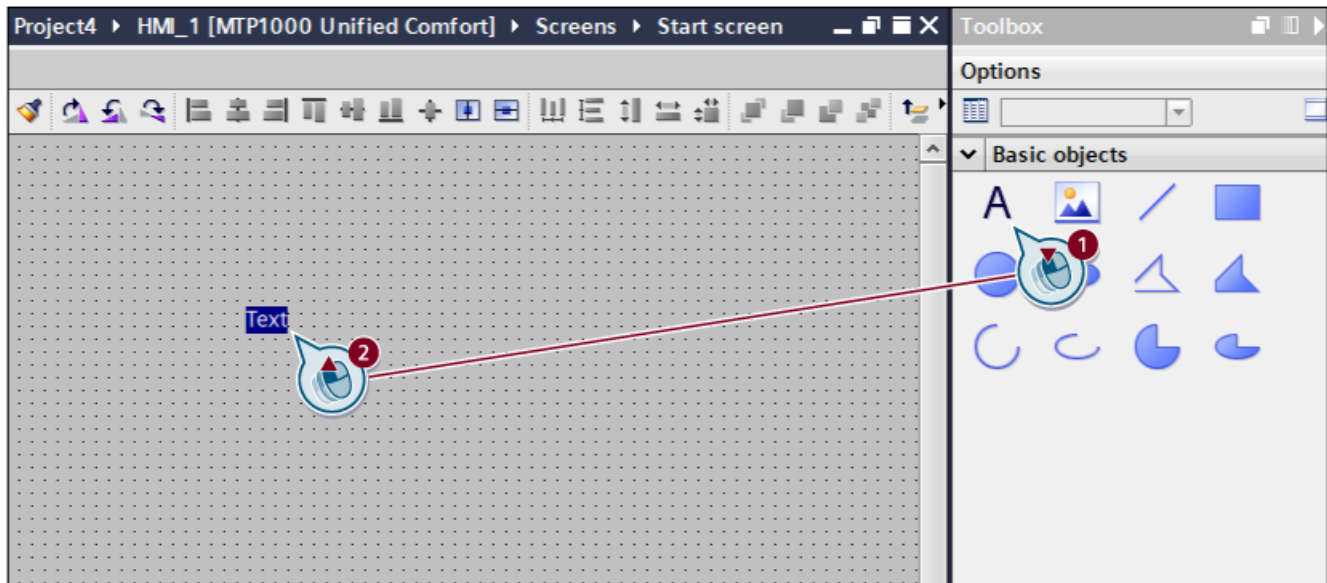 Project4 ▸ HMI_1 [MTP1000 Unified Comfort] ▸ Screens ▸ Start screen
Toolbox
Options
Basic objects
A
1
Text
2